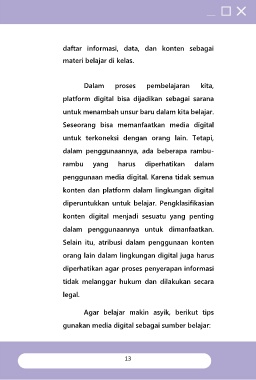 daftar informasi, data, dan konten sebagai
materi belajar di kelas.
Dalam proses pembelajaran kita,
platform digital bisa dijadikan sebagai sarana
untuk menambah unsur baru dalam kita belajar.
Seseorang bisa memanfaatkan media digital
untuk terkoneksi dengan orang lain. Tetapi,
dalam penggunaannya, ada beberapa rambu-
rambu yang harus diperhatikan dalam
penggunaan media digital. Karena tidak semua
konten dan platform dalam lingkungan digital
diperuntukkan untuk belajar. Pengklasifikasian
konten digital menjadi sesuatu yang penting
dalam penggunaannya untuk dimanfaatkan.
Selain itu, atribusi dalam penggunaan konten
orang lain dalam lingkungan digital juga harus
diperhatikan agar proses penyerapan informasi
tidak melanggar hukum dan dilakukan secara
legal.
Agar belajar makin asyik, berikut tips
gunakan media digital sebagai sumber belajar:
13